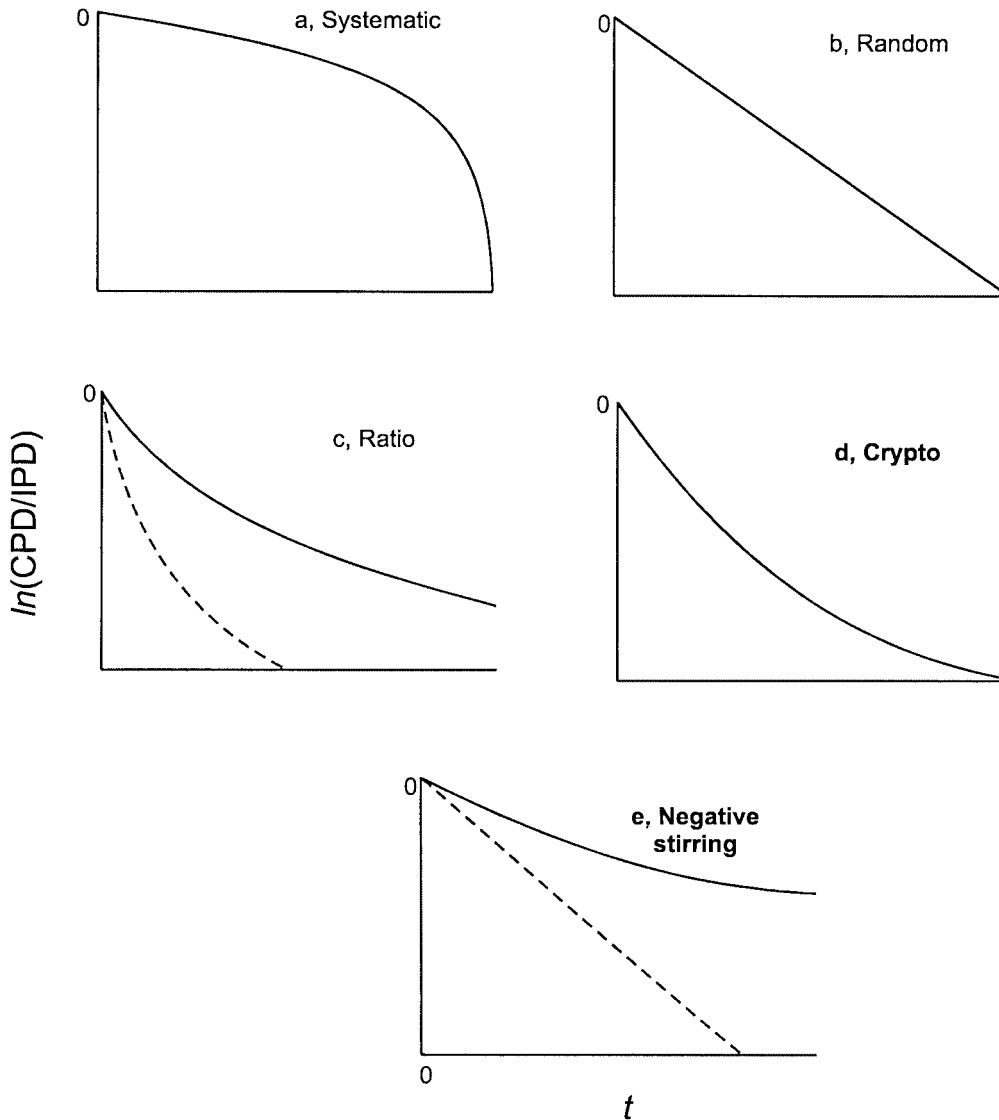 0
a, Systematic
0
b, Random
0
c, Ratio
0
d, Crypto
ln(CPD/IPD)
0
e, Negative
stirring
0
t